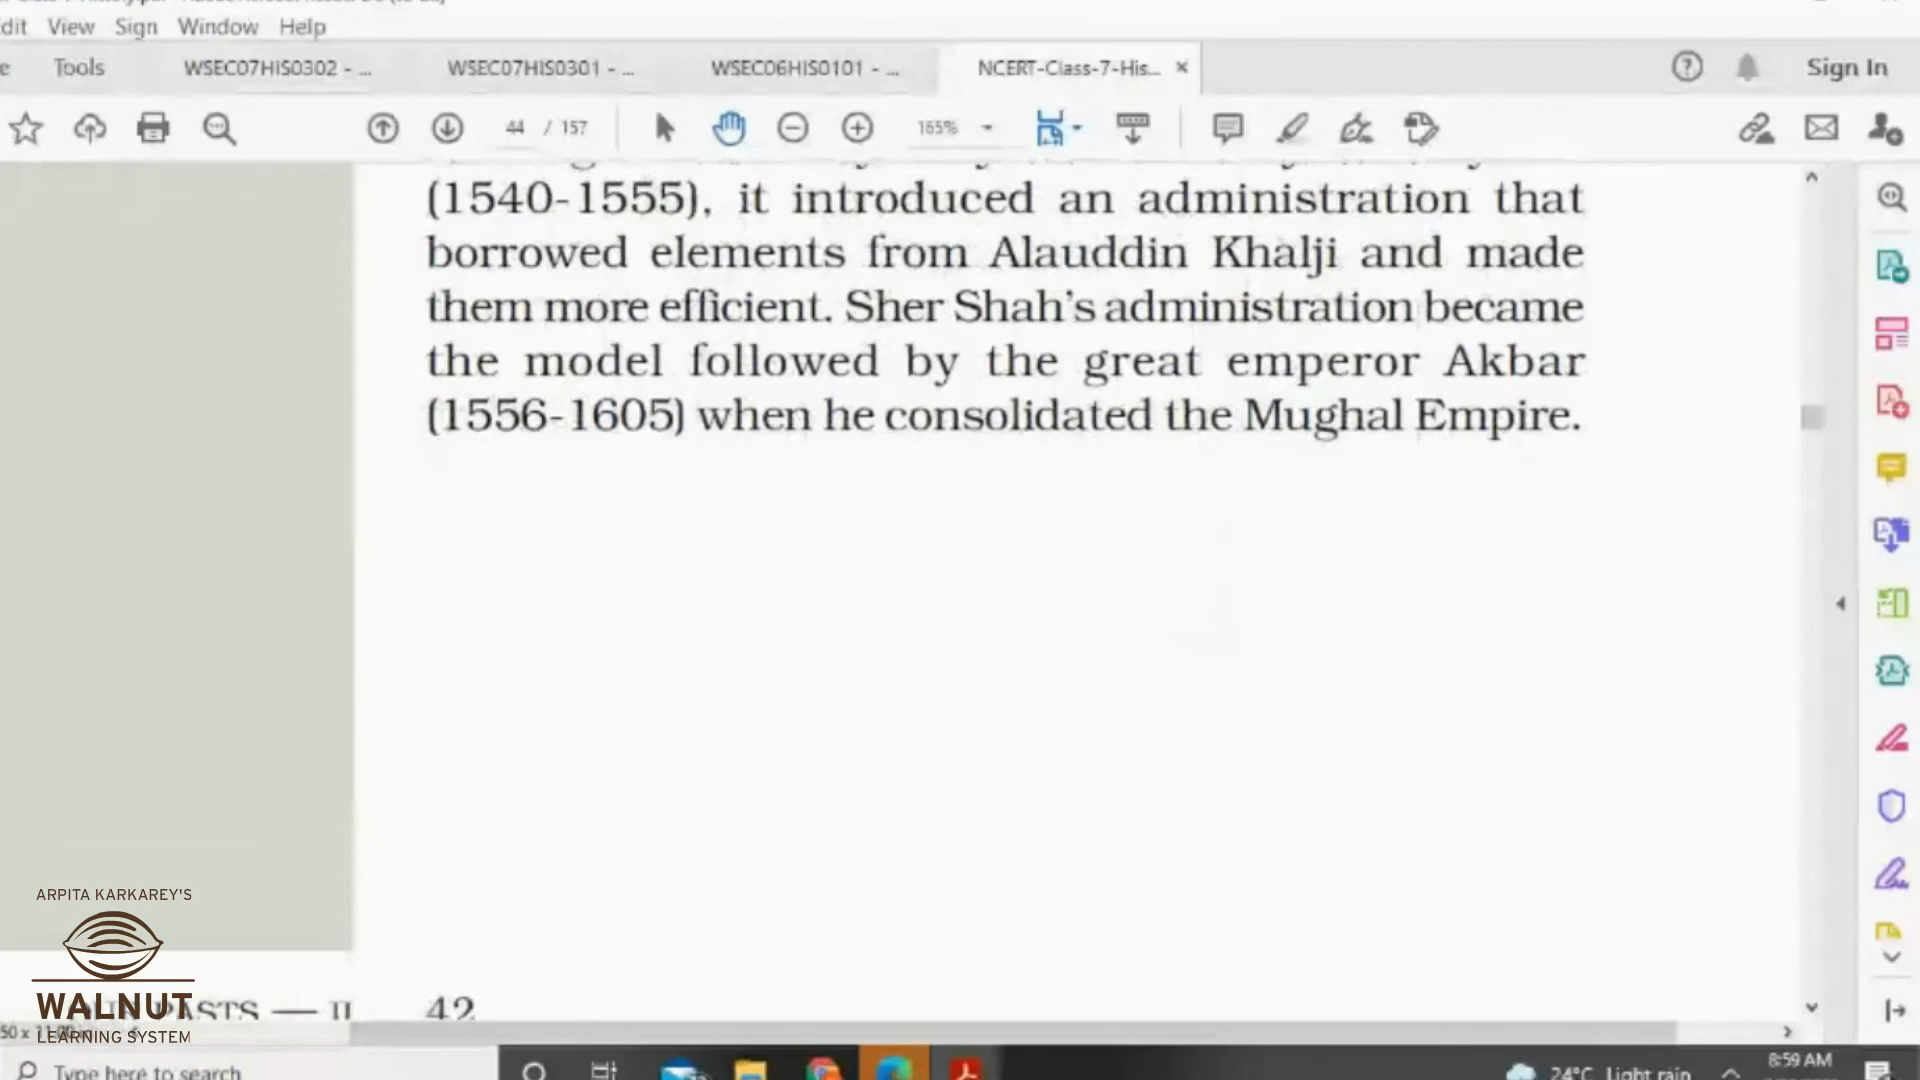 dit View Sign Window Help
e Tools WSEC07HIS0302 - ... WSEC07HIS0301 - ... WSEC06HIS0101 - ... NCERT-Class-7-His... × Sign In
44 / 157 165%
(1540-1555), it introduced an administration that
borrowed elements from Alauddin Khalji and made
them more efficient. Sher Shah's administration became
the model followed by the great emperor Akbar
(1556-1605) when he consolidated the Mughal Empire.
ARPITA KARKAREY'S
WALNUT
LEARNING SYSTEM
PASTS — II 42
Type here to search
24°C Light rain
8:59 AM